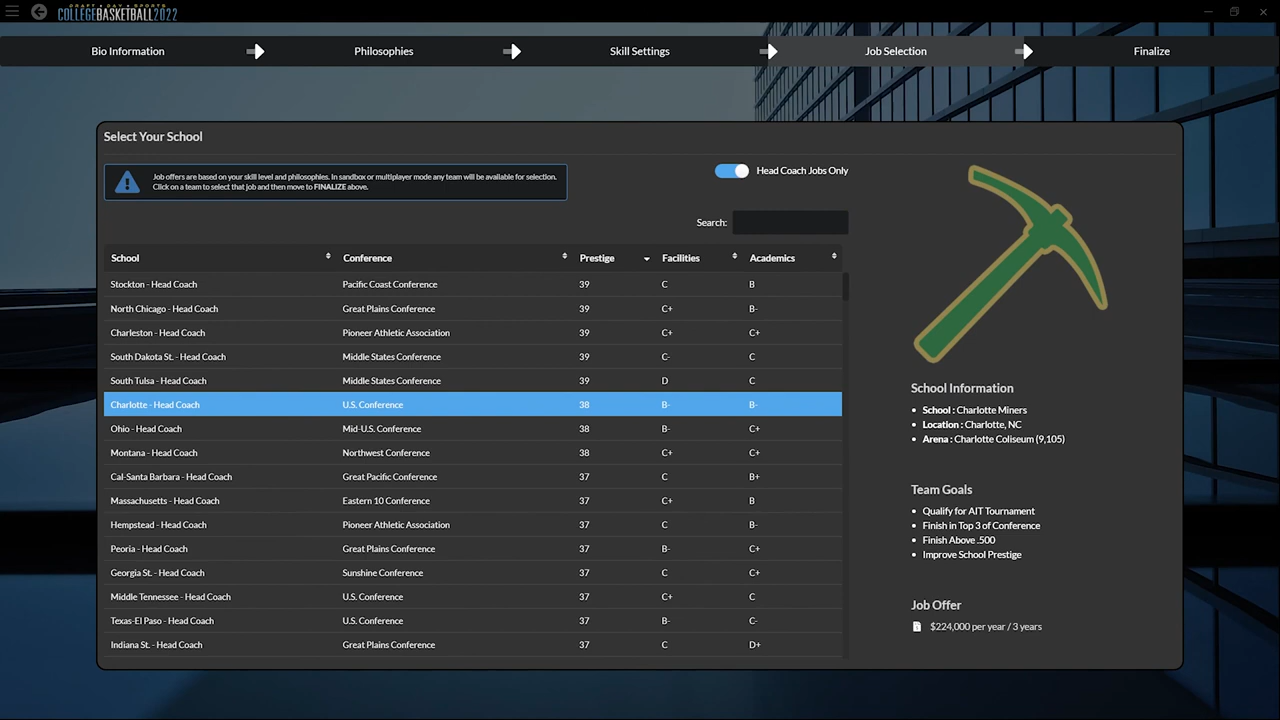 DRAFT DAY SPORTS
COLLEGEBASKETBALL2022
Bio Information
Philosophies
Skill Settings
Job Selection
Finalize
Select Your School
Job offers are based on your skill level and philosophies. In sandbox or multiplayer mode any team will be available for selection.
Click on a team to select that job and then move to FINALIZE above.
Head Coach Jobs Only
Search:
School Conference Prestige Facilities Academics
Stockton - Head Coach Pacific Coast Conference 39 C B
North Chicago - Head Coach Great Plains Conference 39 C+ B-
Charleston - Head Coach Pioneer Athletic Association 39 C+ C+
South Dakota St. - Head Coach Middle States Conference 39 C- C
South Tulsa - Head Coach Middle States Conference 39 D C
Charlotte - Head Coach U.S. Conference 38 B- B-
Ohio - Head Coach Mid-U.S. Conference 38 B- C+
Montana - Head Coach Northwest Conference 38 C+ C+
Cal-Santa Barbara - Head Coach Great Pacific Conference 37 C B+
Massachusetts - Head Coach Eastern 10 Conference 37 C+ B
Hempstead - Head Coach Pioneer Athletic Association 37 C B-
Peoria - Head Coach Great Plains Conference 37 B- C+
Georgia St. - Head Coach Sunshine Conference 37 C C+
Middle Tennessee - Head Coach U.S. Conference 37 C+ C
Texas-El Paso - Head Coach U.S. Conference 37 B- C-
Indiana St. - Head Coach Great Plains Conference 37 C D+
School Information
School : Charlotte Miners
Location : Charlotte, NC
Arena : Charlotte Coliseum (9,105)
Team Goals
Qualify for AIT Tournament
Finish in Top 3 of Conference
Finish Above .500
Improve School Prestige
Job Offer
$224,000 per year / 3 years